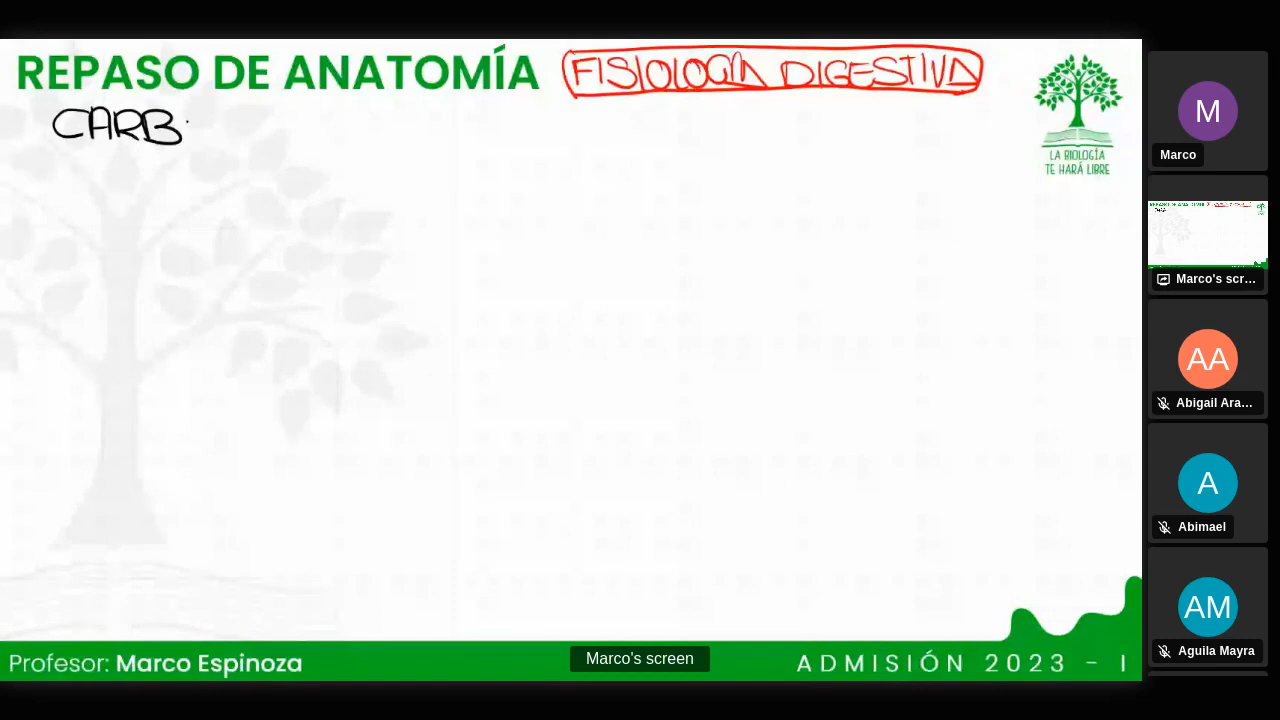 REPASO DE ANATOMÍA
FISIOLOGÍA DIGESTIVA
CARB
LA BIOLOGÍA
TE HARÁ LIBRE
Profesor: Marco Espinoza
Marco's screen
ADMISIÓN 2023 - I
M
Marco
Marco's scr...
AA
Abigail Ara...
A
Abimael
AM
Aguila Mayra